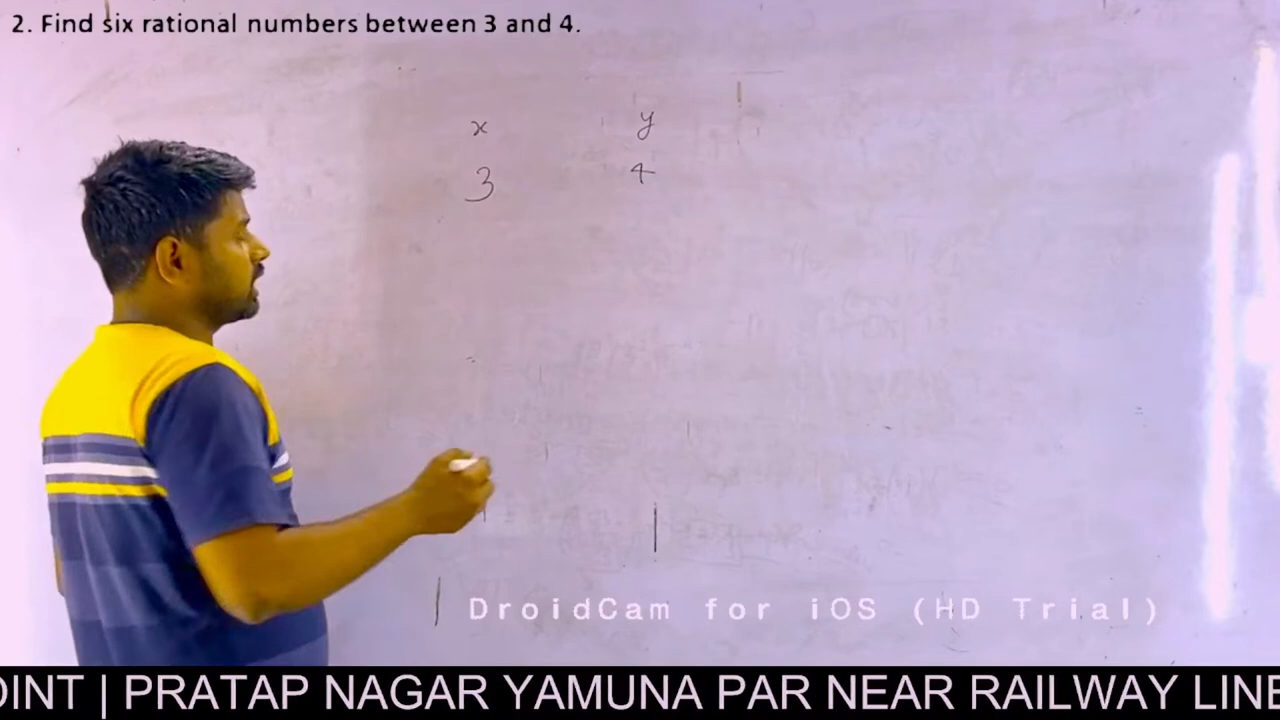 2. Find six rational numbers between 3 and 4.
x y
3 4
DroidCam for iOS (HD Trial)
OINT | PRATAP NAGAR YAMUNA PAR NEAR RAILWAY LINE